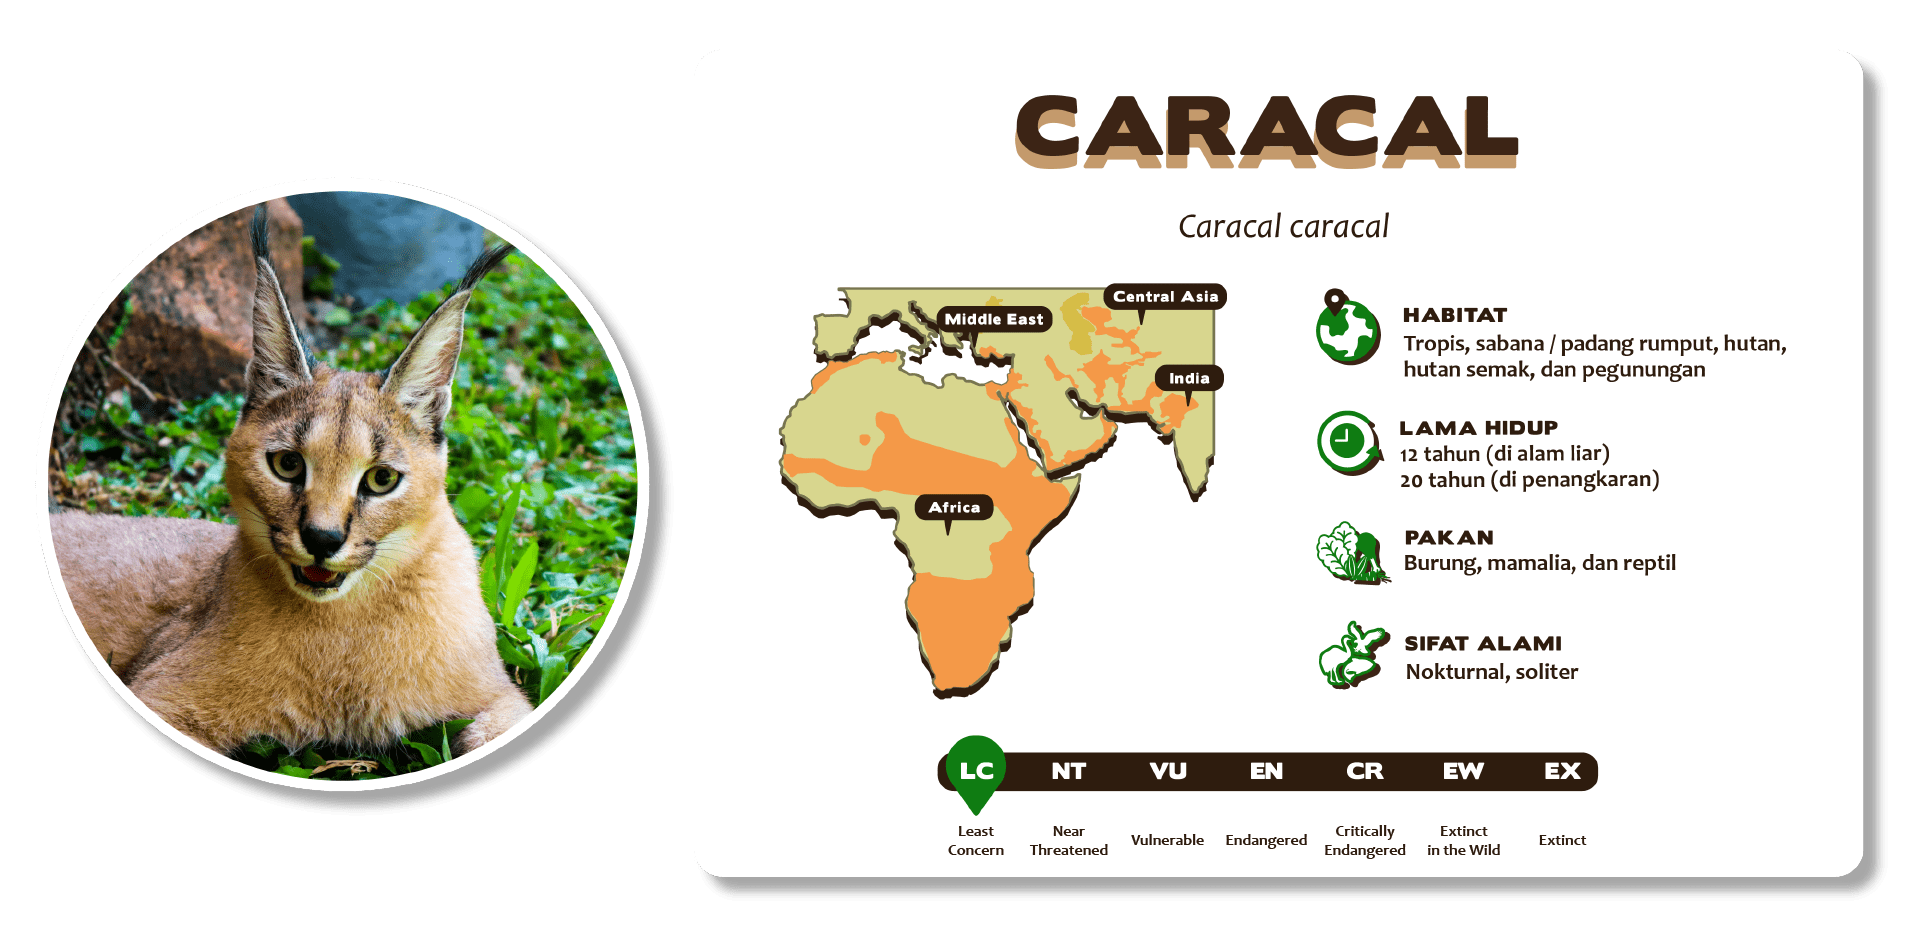 CARACAL
Caracal caracal
Central Asia
Middle East
India
Africa
HABITAT
Tropis, sabana / padang rumput, hutan,
hutan semak, dan pegunungan
LAMA HIDUP
12 tahun (di alam liar)
20 tahun (di penangkaran)
PAKAN
Burung, mamalia, dan reptil
SIFAT ALAMI
Nokturnal, soliter
LC NT VU EN CR EW EX
Least
Concern
Near
Threatened
Vulnerable
Endangered
Critically
Endangered
Extinct
in the Wild
Extinct